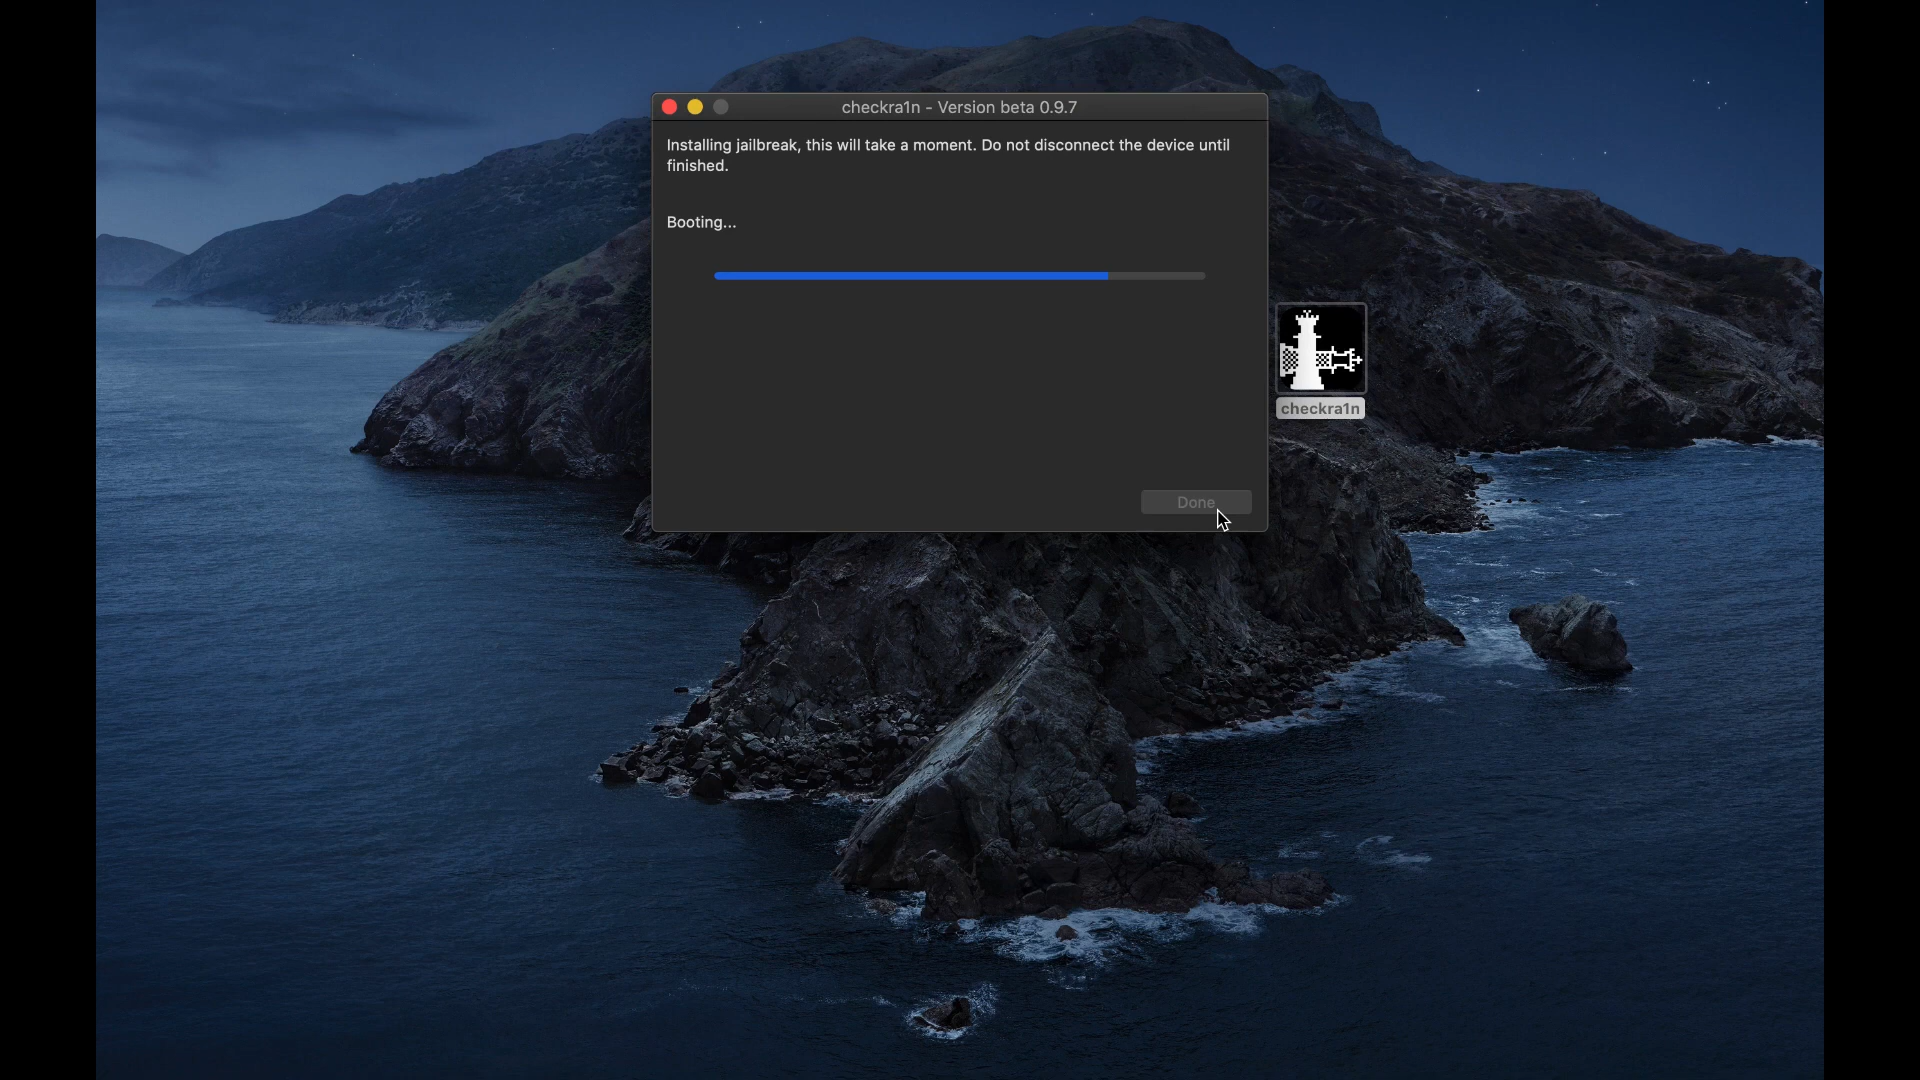 checkra1n - Version beta 0.9.7
Installing jailbreak, this will take a moment. Do not disconnect the device until
finished.
Booting...
checkra1n
Done